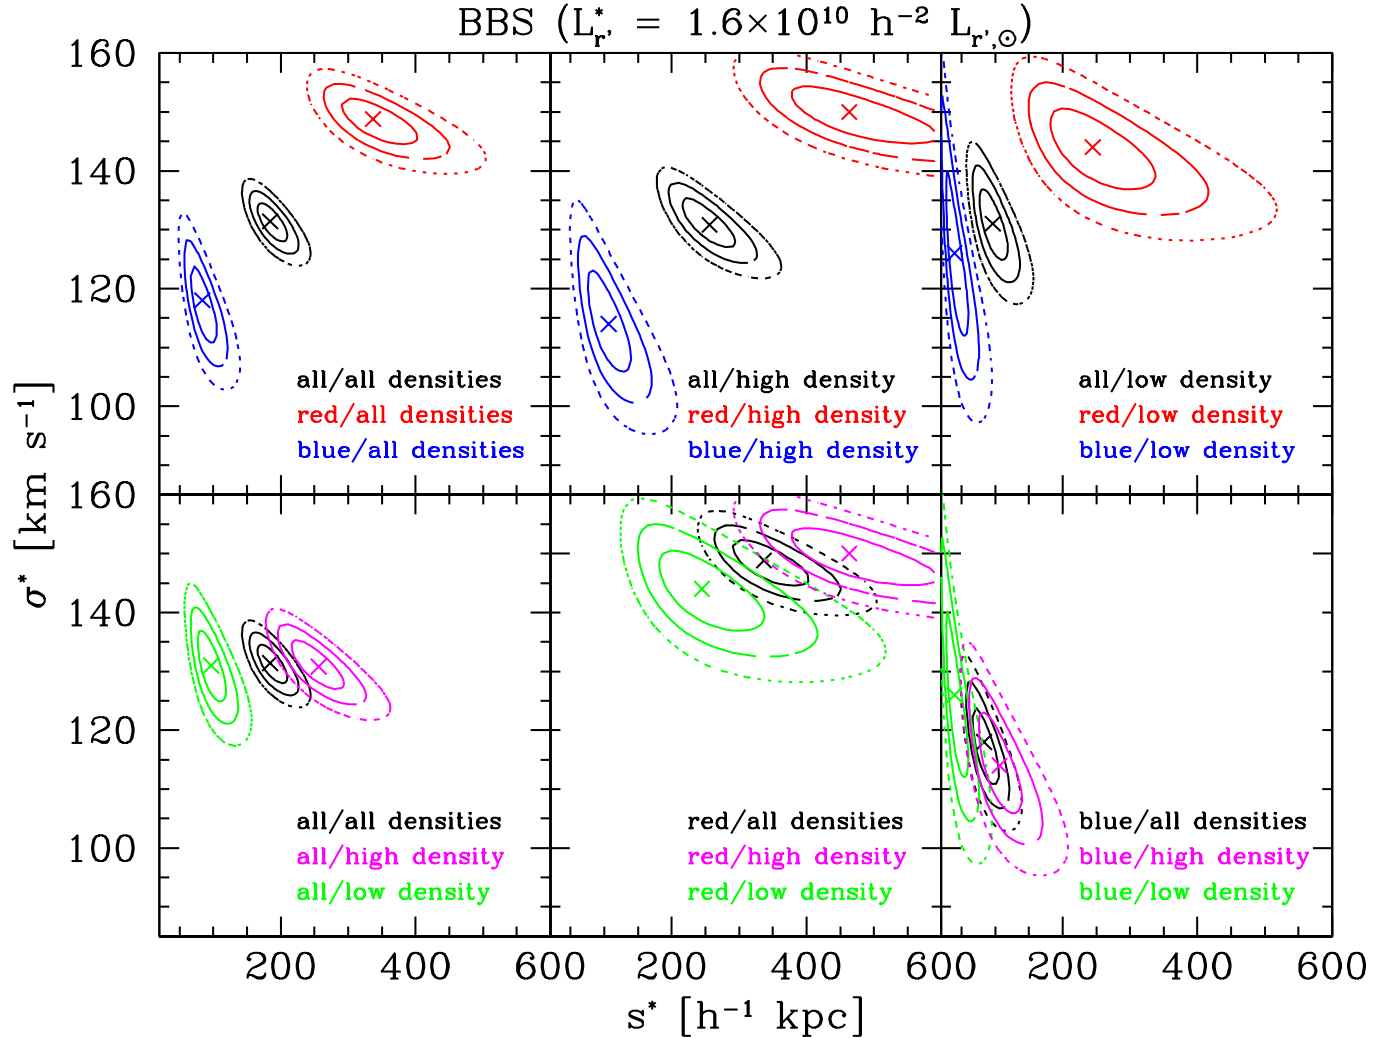 BBS (L*r' = 1.6×10¹⁰ h⁻² Lr',⊙)
160
140
120
100
all/all densities
red/all densities
blue/all densities
all/high density
red/high density
blue/high density
all/low density
red/low density
blue/low density
σ* [km s⁻¹]
160
140
120
100
all/all densities
all/high density
all/low density
red/all densities
red/high density
red/low density
blue/all densities
blue/high density
blue/low density
200 400 600 200 400 600 200 400 600
s* [h⁻¹ kpc]